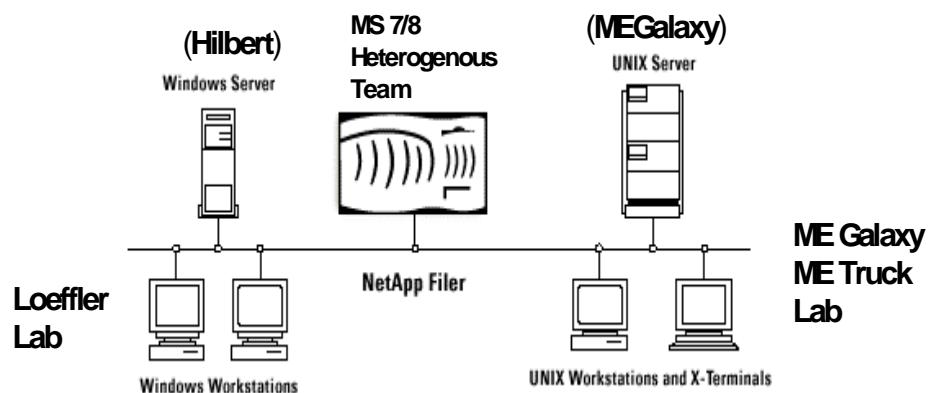 (Hilbert)
Windows Server
MS 7/8
Heterogenous
Team
(MEGalaxy)
UNIX Server
NetApp Filer
Loeffler
Lab
ME Galaxy
ME Truck
Lab
Windows Workstations
UNIX Workstations and X-Terminals